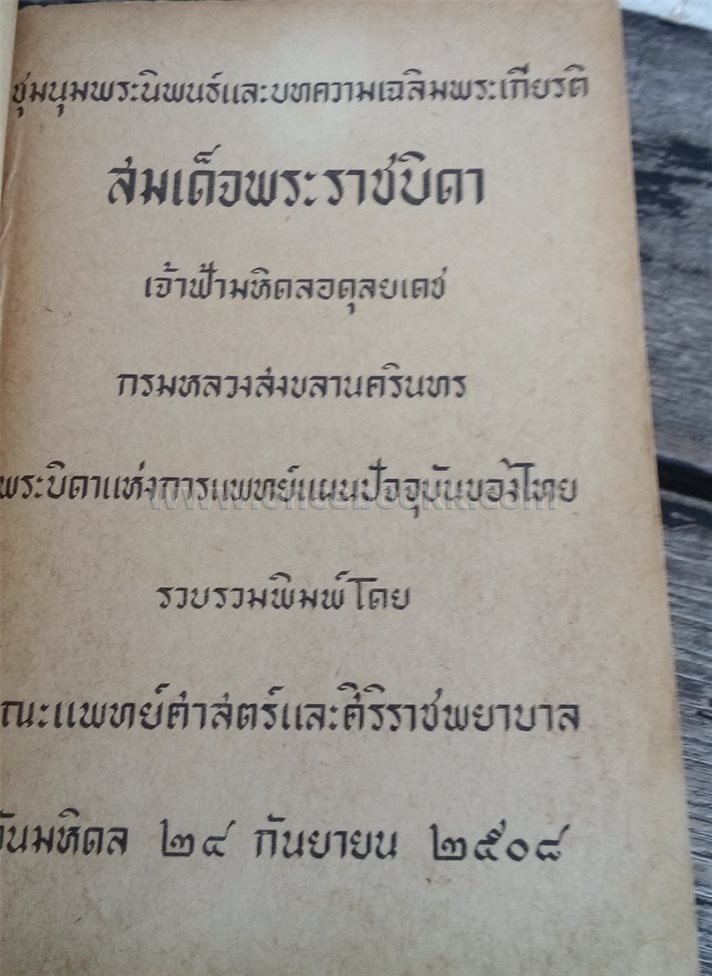 ชุมนุมพระนิพนธ์และบทความเฉลิมพระเกียรติ
สมเด็จพระราชบิดา
เจ้าฟ้ามหิดลอดุลยเดช
กรมหลวงสงขลานครินทร
พระบิดาแห่งการแพทย์แผนปัจจุบันของไทย
รวบรวมพิมพ์โดย
ณะแพทย์ศาสตร์และศิริราชพยาบาล
วันมหิดล ๒๔ กันยายน ๒๕๐๘